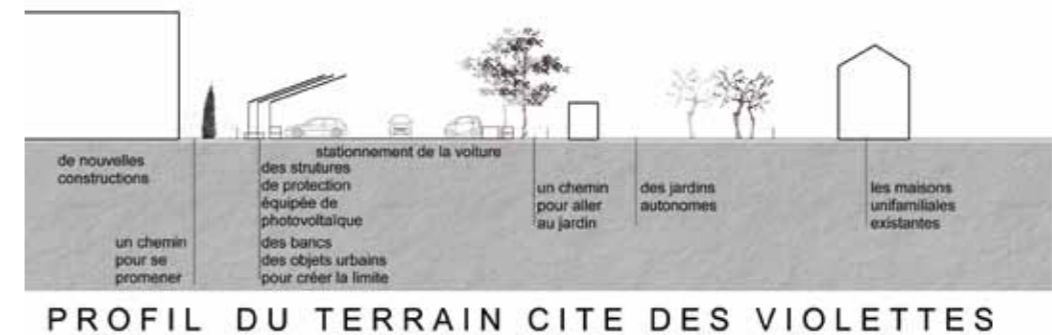 de nouvelles
constructions
un chemin
pour se
promener
stationnement de la voiture
des strutures
de protection
équipée de
photovoltaïque
des bancs
des objets urbains
pour créer la limite
un chemin
pour aller
au jardin
des jardins
autonomes
les maisons
unifamiliales
existantes
PROFIL DU TERRAIN CITE DES VIOLETTES